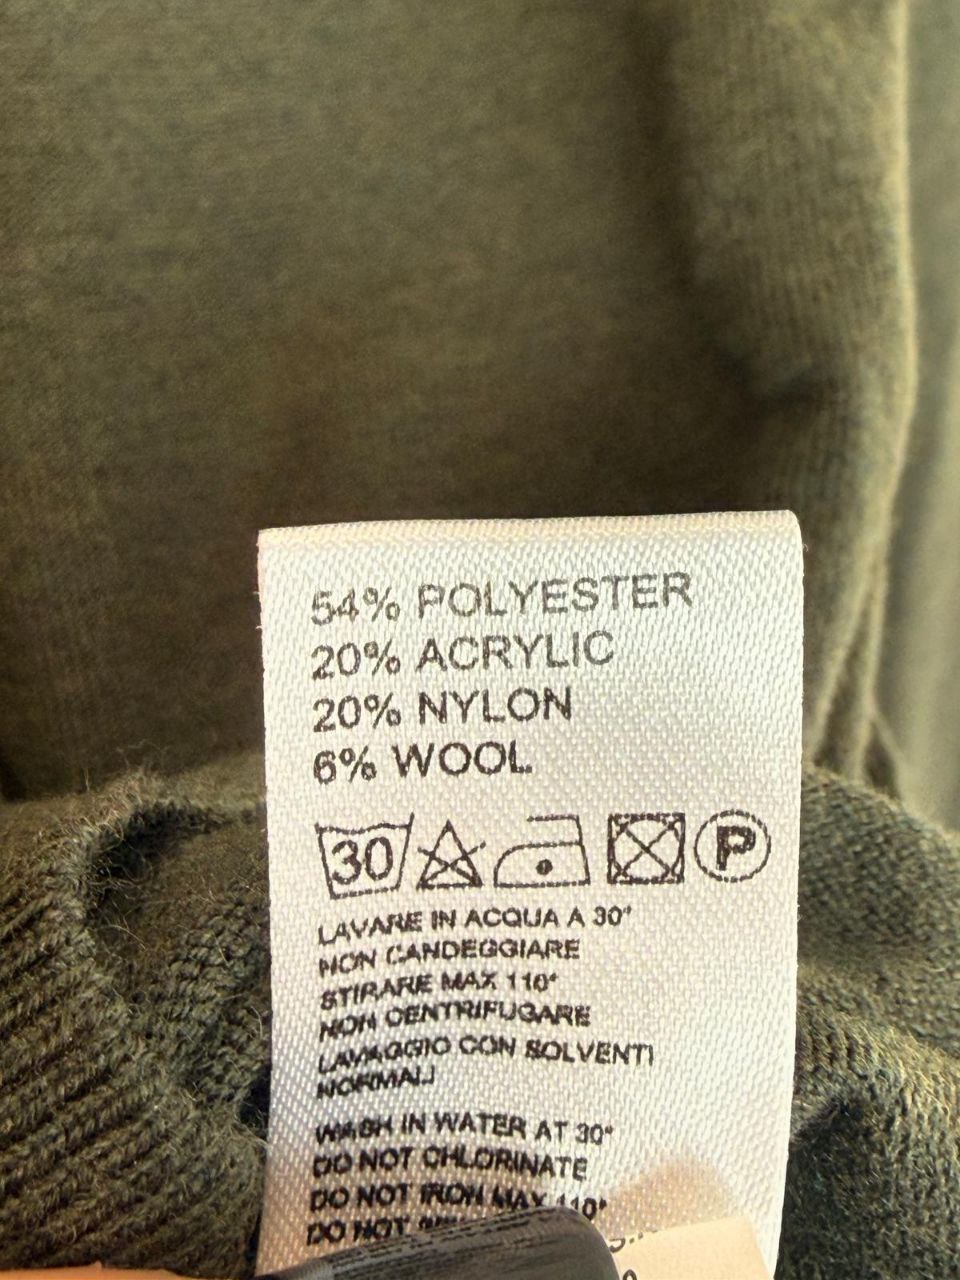 54% POLYESTER
20% ACRYLIC
20% NYLON
6% WOOL
30 P
LAVARE IN ACQUA A 30°
NON CANDEGGIARE
STIRARE MAX 110°
NON CENTRIFUGARE
LAVAGGIO CON SOLVENTI
NORMALI
WASH IN WATER AT 30°
DO NOT CHLORINATE
DO NOT IRON MAX 110°
DO NOT